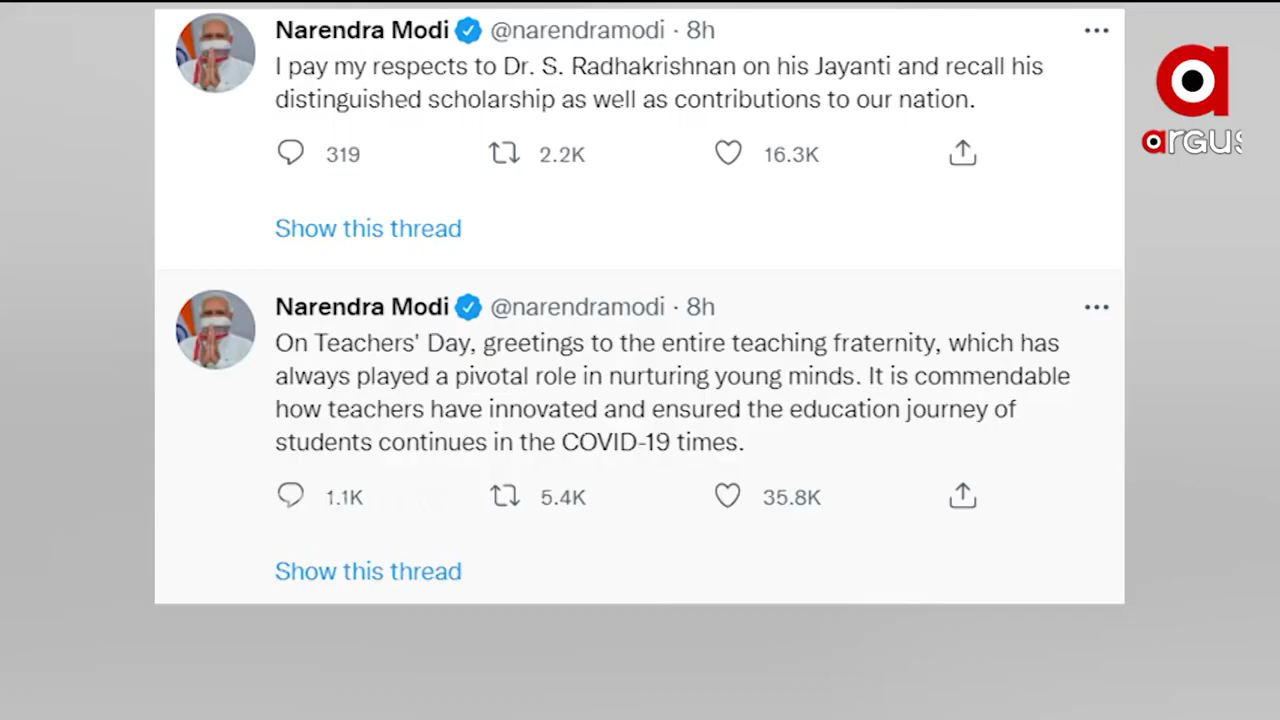 Narendra Modi @narendramodi · 8h
I pay my respects to Dr. S. Radhakrishnan on his Jayanti and recall his
distinguished scholarship as well as contributions to our nation.
319 2.2K 16.3K
Show this thread
Narendra Modi @narendramodi · 8h
On Teachers' Day, greetings to the entire teaching fraternity, which has
always played a pivotal role in nurturing young minds. It is commendable
how teachers have innovated and ensured the education journey of
students continues in the COVID-19 times.
1.1K 5.4K 35.8K
Show this thread
a
argus